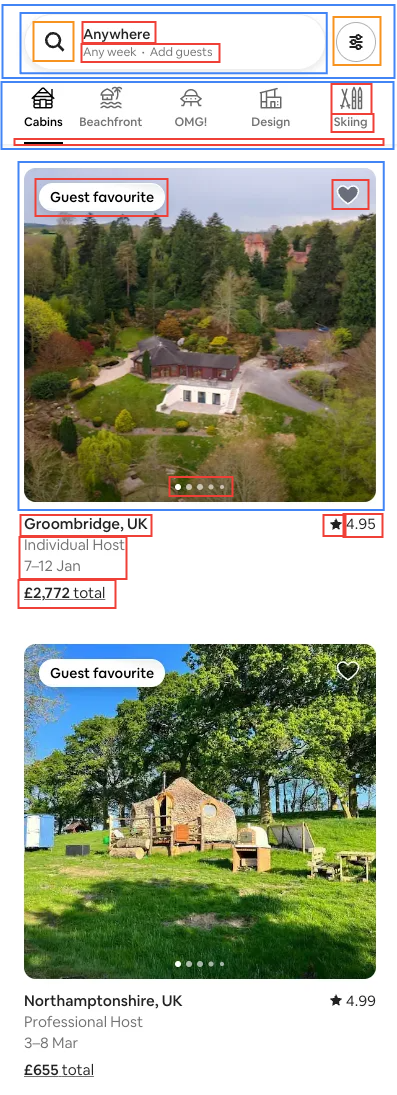 Anywhere
Any week · Add guests
Cabins Beachfront OMG! Design Skiing
Guest favourite
Groombridge, UK 4.95
Individual Host
7–12 Jan
£2,772 total
Guest favourite
Northamptonshire, UK 4.99
Professional Host
3–8 Mar
£655 total